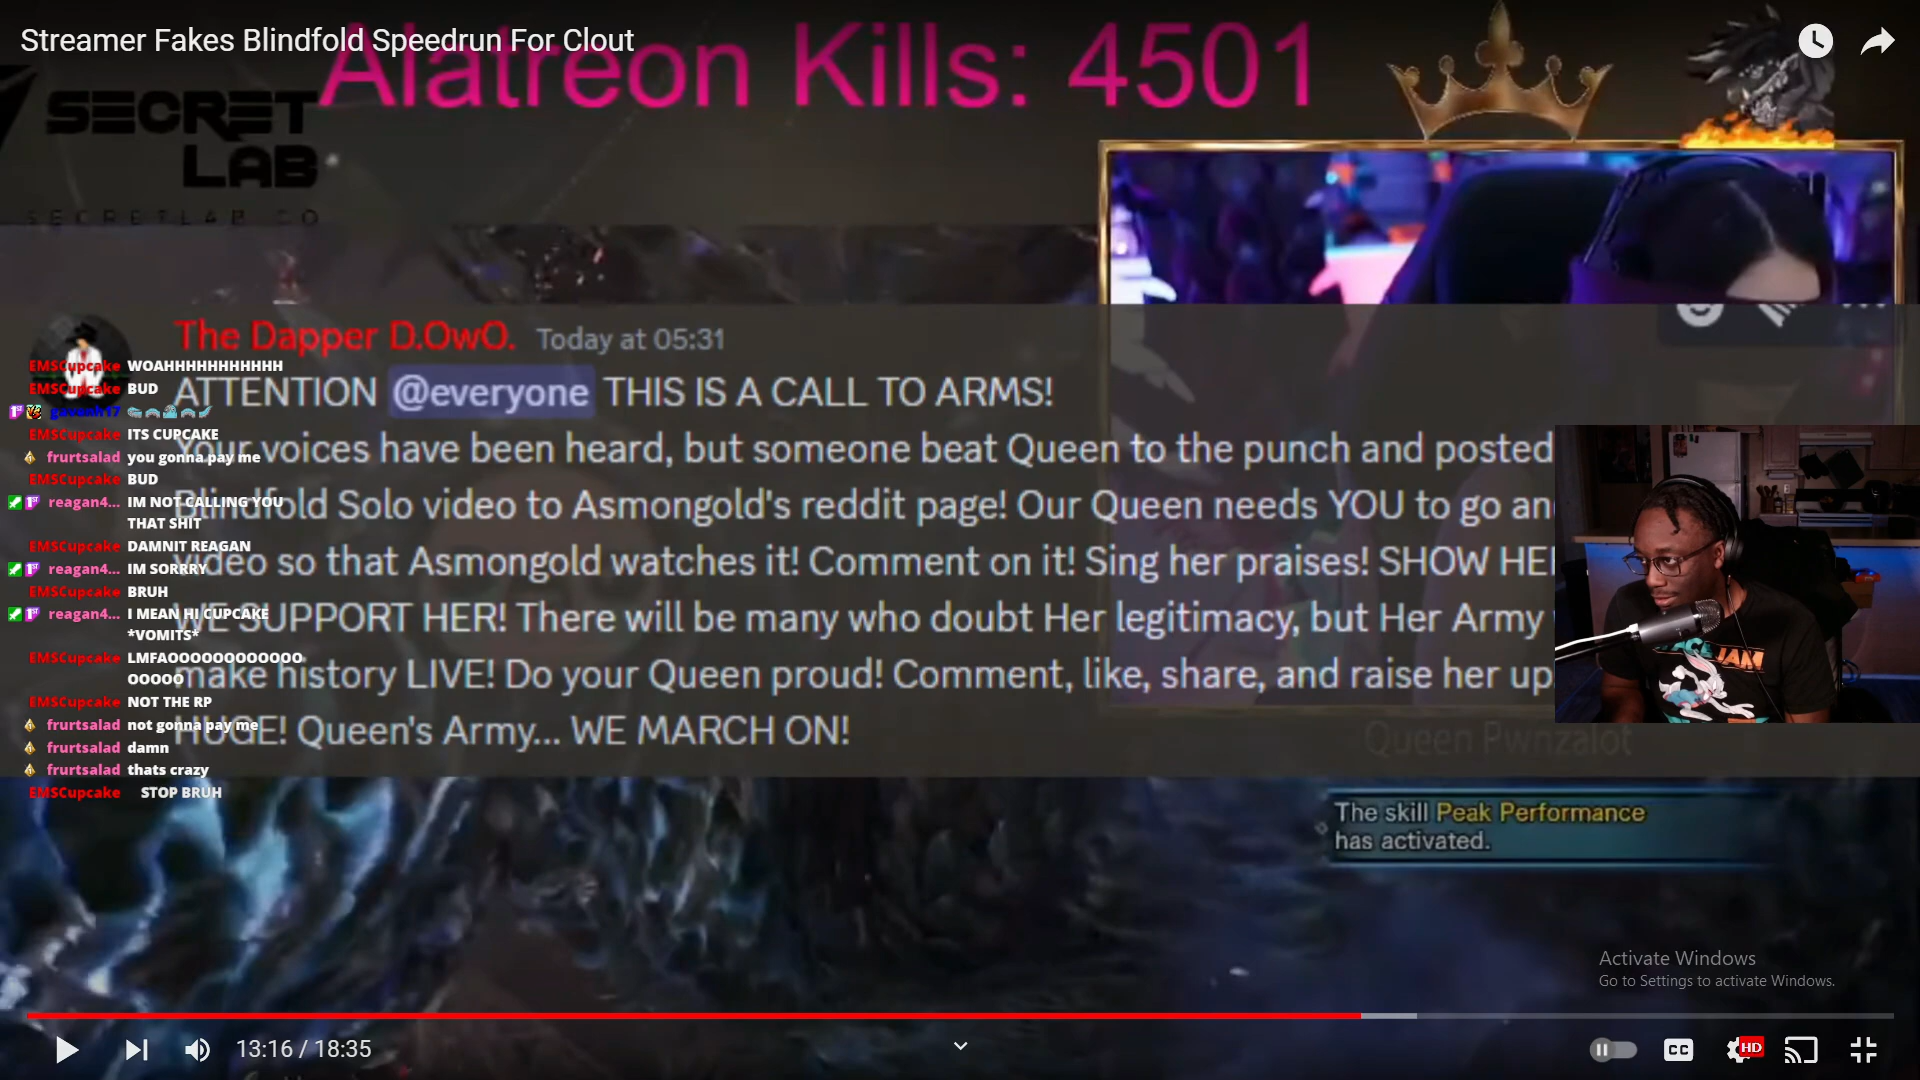 Streamer Fakes Blindfold Speedrun For Clout
Alatreon Kills: 4501
SECRET
LAB
SECRETLAB.CO
The Dapper D.OwO. Today at 05:31
ATTENTION @everyone THIS IS A CALL TO ARMS!
Your voices have been heard, but someone beat Queen to the punch and posted
Blindfold Solo video to Asmongold's reddit page! Our Queen needs YOU to go an
video so that Asmongold watches it! Comment on it! Sing her praises! SHOW HE
SUPPORT HER! There will be many who doubt Her legitimacy, but Her Army
make history LIVE! Do your Queen proud! Comment, like, share, and raise her up
HUGE! Queen's Army... WE MARCH ON!
EMSCupcake WOAHHHHHHHHHHH
EMSCupcake BUD
gavenh17
EMSCupcake ITS CUPCAKE
frurtsalad you gonna pay me
EMSCupcake BUD
reagan4... IM NOT CALLING YOU
THAT SHIT
EMSCupcake DAMNIT REAGAN
reagan4... IM SORRRY
EMSCupcake BRUH
reagan4... I MEAN HI CUPCAKE
*VOMITS*
EMSCupcake LMFAOOOOOOOOOOOO
OOOOO
EMSCupcake NOT THE RP
frurtsalad not gonna pay me
frurtsalad damn
frurtsalad thats crazy
EMSCupcake STOP BRUH
JAM
Queen Pwnzalot
The skill Peak Performance
has activated.
Activate Windows
Go to Settings to activate Windows.
13:16 / 18:35
CC
HD